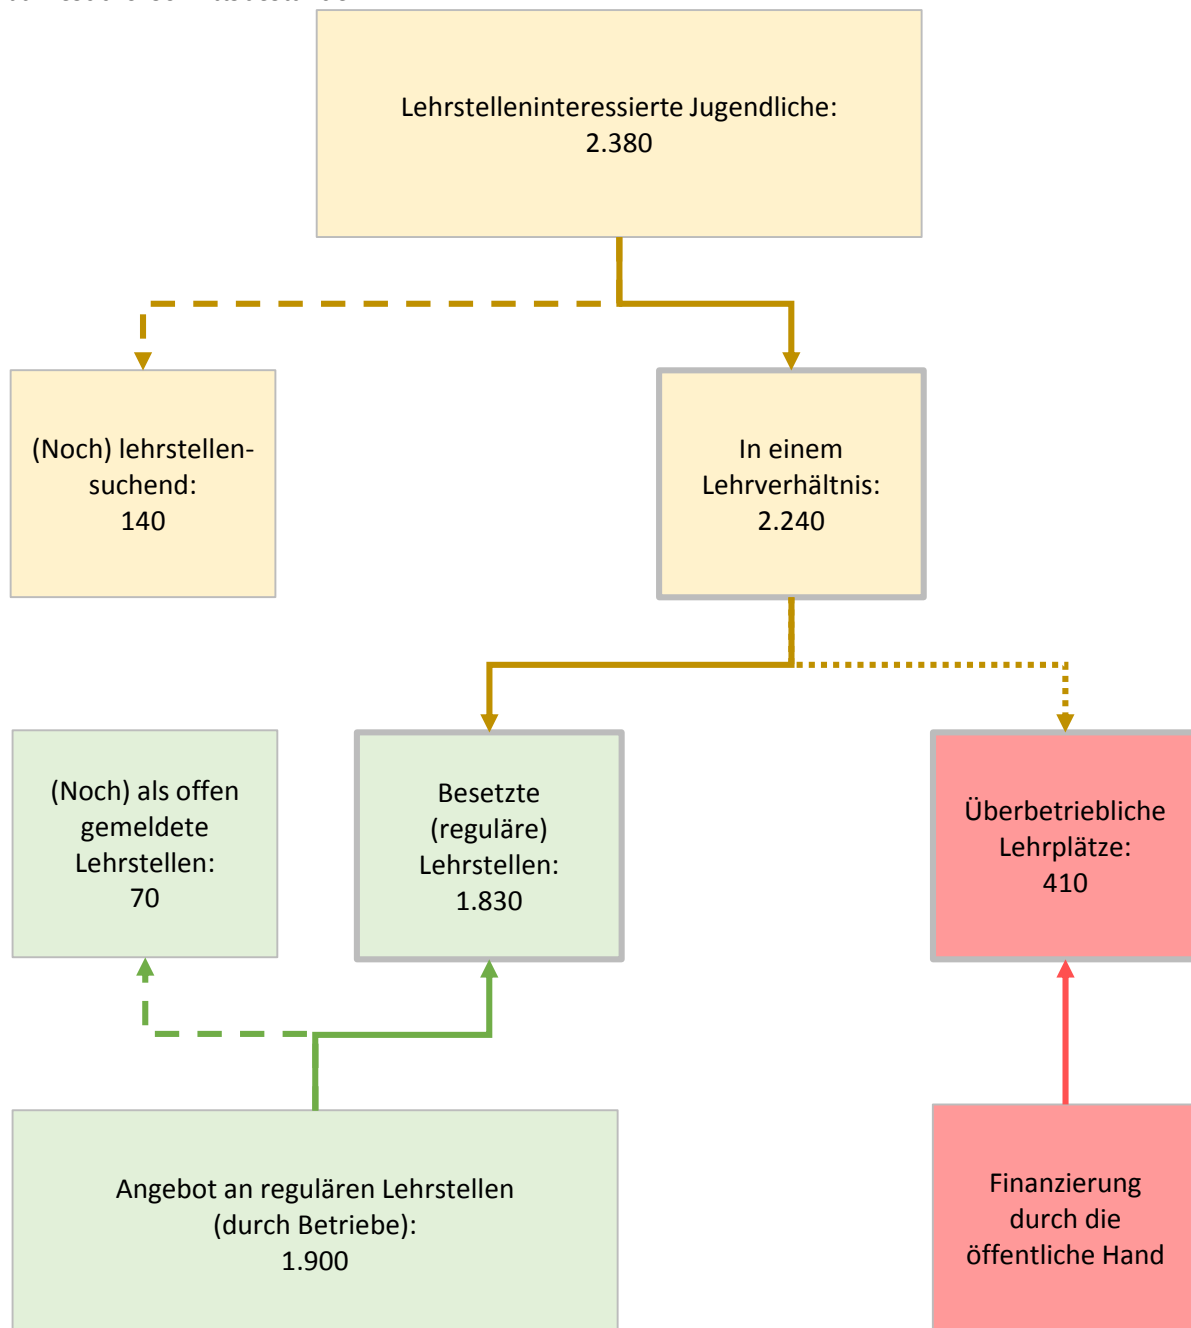 Lehrstelleninteressierte Jugendliche:
2.380
(Noch) lehrstellen-
suchend:
140
In einem
Lehrverhältnis:
2.240
(Noch) als offen
gemeldete
Lehrstellen:
70
Besetzte
(reguläre)
Lehrstellen:
1.830
Überbetriebliche
Lehrplätze:
410
Angebot an regulären Lehrstellen
(durch Betriebe):
1.900
Finanzierung
durch die
öffentliche Hand